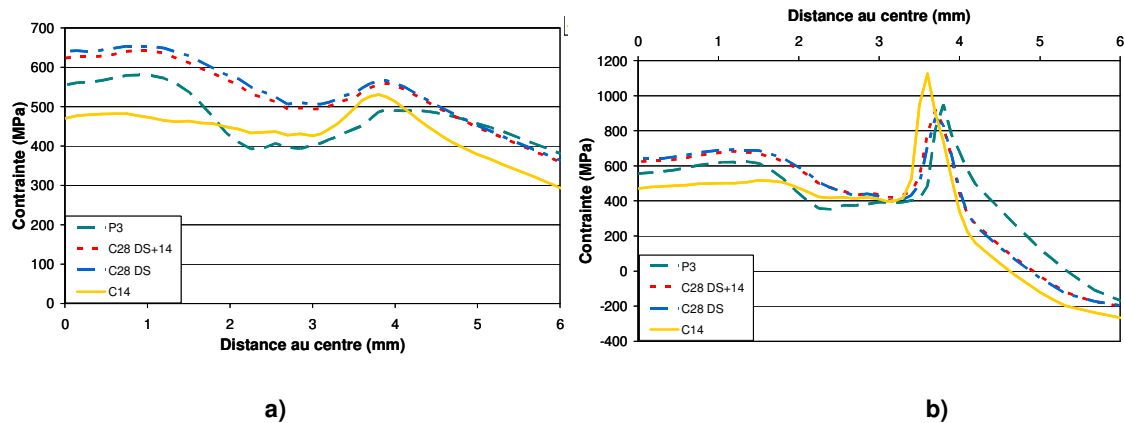 700
600
500
400
300
200
100
0
Contrainte (MPa)
P3
C28 DS+14
C28 DS
C14
0 1 2 3 4 5 6
Distance au centre (mm)
a)
Distance au centre (mm)
0 1 2 3 4 5 6
1200
1000
800
600
400
200
0
-200
-400
Contrainte (MPa)
P3
C28 DS+14
C28 DS
C14
b)